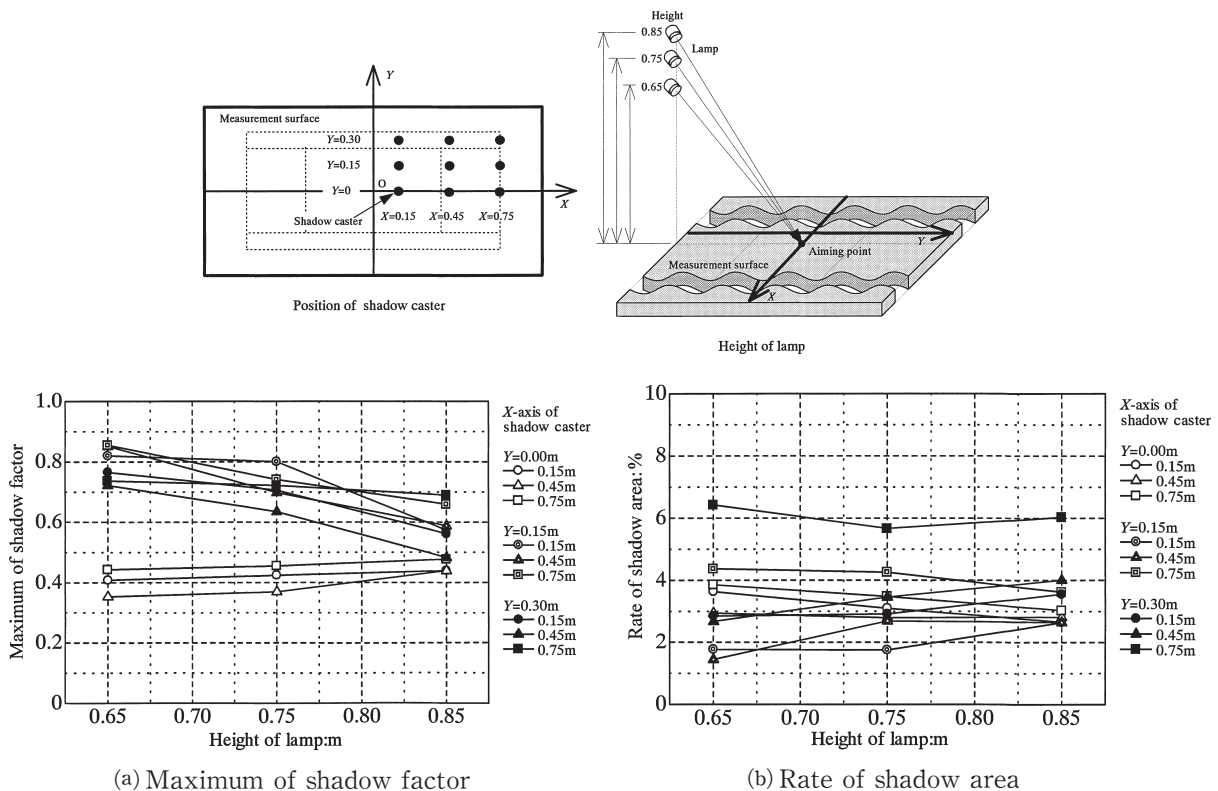 Y
Measurement surface
Y=0.30
Y=0.15
Y=0
O
X
Shadow caster
X=0.15 X=0.45 X=0.75
Position of shadow caster
Height
0.85
Lamp
0.75
0.65
Aiming point
Y
Measurement surface
X
Height of lamp
Maximum of shadow factor
1.0
0.8
0.6
0.4
0.2
0
0.65 0.70 0.75 0.80 0.85
Height of lamp:m
X-axis of
shadow caster
Y=0.00m
0.15m
0.45m
0.75m
Y=0.15m
0.15m
0.45m
0.75m
Y=0.30m
0.15m
0.45m
0.75m
(a) Maximum of shadow factor
Rate of shadow area:%
10
8
6
4
2
0
0.65 0.70 0.75 0.80 0.85
Height of lamp:m
X-axis of
shadow caster
Y=0.00m
0.15m
0.45m
0.75m
Y=0.15m
0.15m
0.45m
0.75m
Y=0.30m
0.15m
0.45m
0.75m
(b) Rate of shadow area